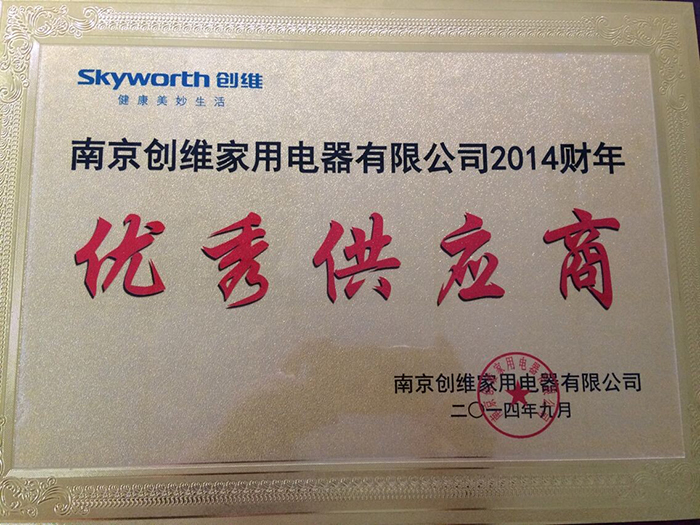 Skyworth 创维
健康美妙生活
南京创维家用电器有限公司2014财年
优秀供应商
南京创维家用电器有限公司
二〇一四年九月